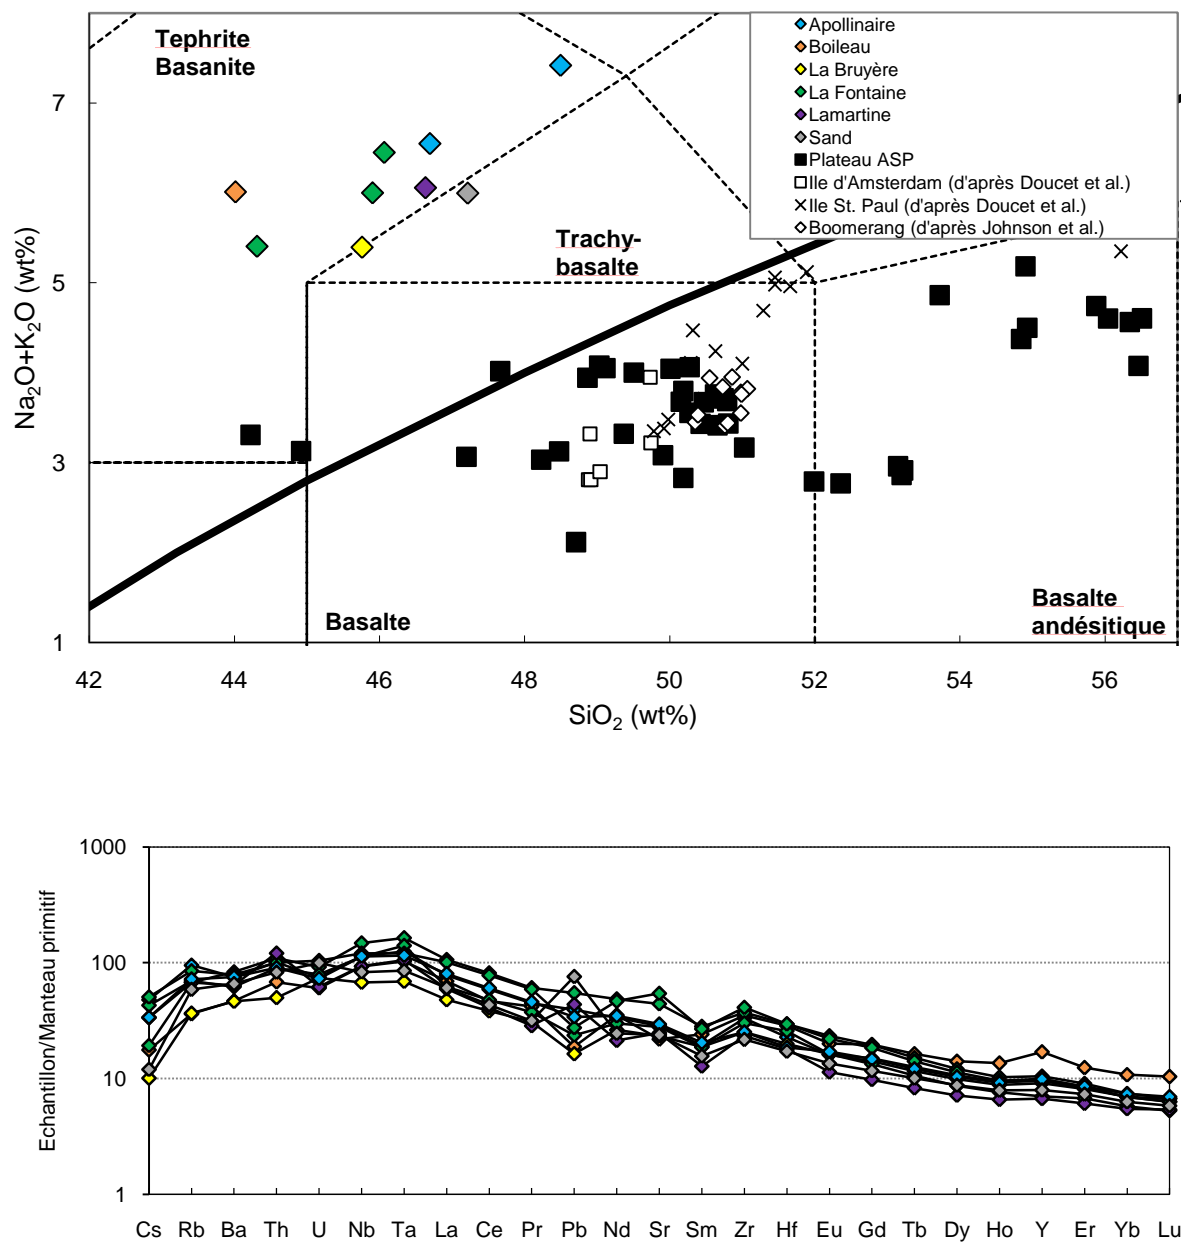 Tephrite
Basanite
Apollinaire
Boileau
La Bruyère
La Fontaine
Lamartine
Sand
Plateau ASP
Ile d'Amsterdam (d'après Doucet et al.)
Ile St. Paul (d'après Doucet et al.)
Boomerang (d'après Johnson et al.)
Trachy-
basalte
Basalte
Basalte
andésitique
Na2O+K2O (wt%)
7
5
3
1
42 44 46 48 50 52 54 56
SiO2 (wt%)
Echantillon/Manteau primitif
1000
100
10
1
Cs Rb Ba Th U Nb Ta La Ce Pr Pb Nd Sr Sm Zr Hf Eu Gd Tb Dy Ho Y Er Yb Lu